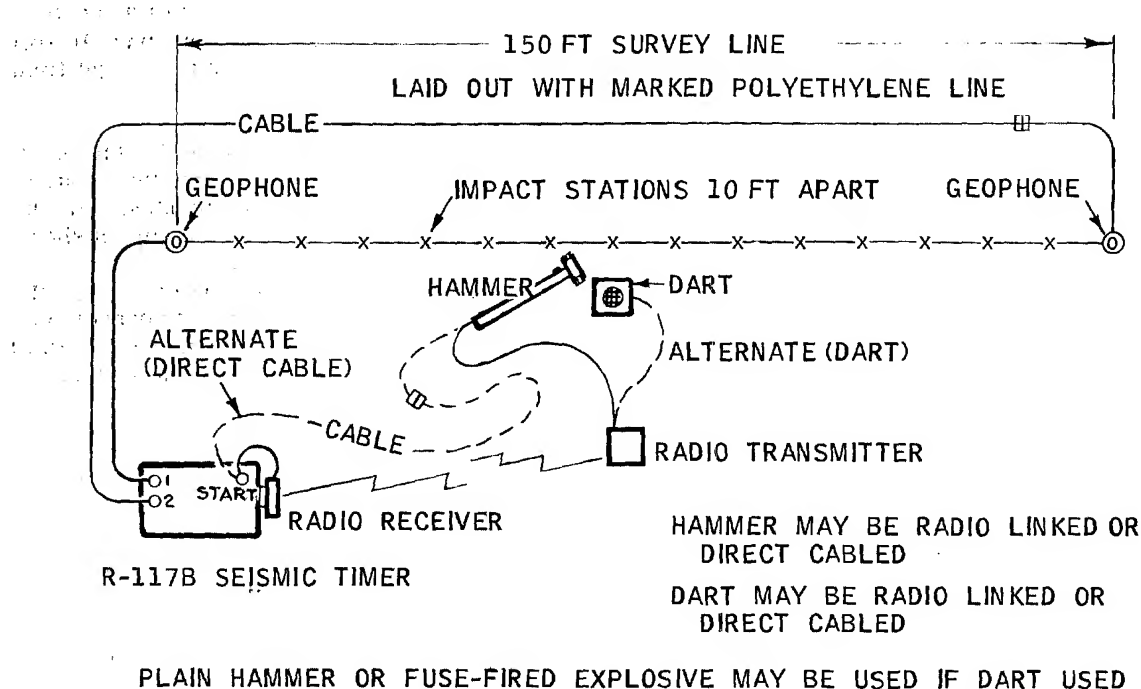 150 FT SURVEY LINE
LAID OUT WITH MARKED POLYETHYLENE LINE
CABLE
GEOPHONE
IMPACT STATIONS 10 FT APART
GEOPHONE
HAMMER
DART
ALTERNATE
(DIRECT CABLE)
ALTERNATE (DART)
CABLE
RADIO TRANSMITTER
1
2
START
RADIO RECEIVER
R-117B SEISMIC TIMER
HAMMER MAY BE RADIO LINKED OR
DIRECT CABLED
DART MAY BE RADIO LINKED OR
DIRECT CABLED
PLAIN HAMMER OR FUSE-FIRED EXPLOSIVE MAY BE USED IF DART USED